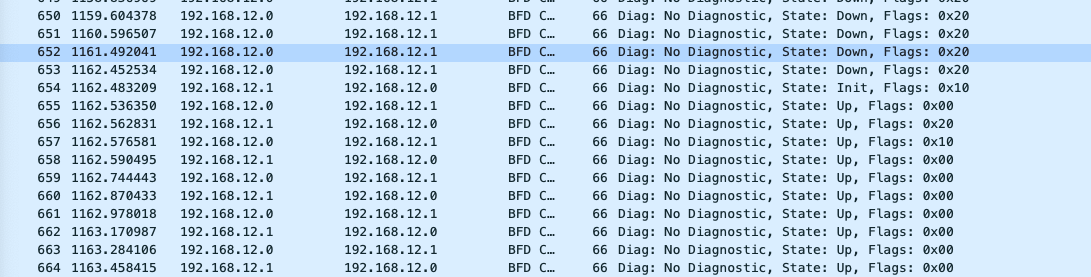 650 1159.604378 192.168.12.0 192.168.12.1 BFD C… 66 Diag: No Diagnostic, State: Down, Flags: 0x20
651 1160.596507 192.168.12.0 192.168.12.1 BFD C… 66 Diag: No Diagnostic, State: Down, Flags: 0x20
652 1161.492041 192.168.12.0 192.168.12.1 BFD C… 66 Diag: No Diagnostic, State: Down, Flags: 0x20
653 1162.452534 192.168.12.0 192.168.12.1 BFD C… 66 Diag: No Diagnostic, State: Down, Flags: 0x20
654 1162.483209 192.168.12.1 192.168.12.0 BFD C… 66 Diag: No Diagnostic, State: Init, Flags: 0x10
655 1162.536350 192.168.12.0 192.168.12.1 BFD C… 66 Diag: No Diagnostic, State: Up, Flags: 0x00
656 1162.562831 192.168.12.1 192.168.12.0 BFD C… 66 Diag: No Diagnostic, State: Up, Flags: 0x20
657 1162.576581 192.168.12.0 192.168.12.1 BFD C… 66 Diag: No Diagnostic, State: Up, Flags: 0x10
658 1162.590495 192.168.12.1 192.168.12.0 BFD C… 66 Diag: No Diagnostic, State: Up, Flags: 0x00
659 1162.744443 192.168.12.0 192.168.12.1 BFD C… 66 Diag: No Diagnostic, State: Up, Flags: 0x00
660 1162.870433 192.168.12.1 192.168.12.0 BFD C… 66 Diag: No Diagnostic, State: Up, Flags: 0x00
661 1162.978018 192.168.12.0 192.168.12.1 BFD C… 66 Diag: No Diagnostic, State: Up, Flags: 0x00
662 1163.170987 192.168.12.1 192.168.12.0 BFD C… 66 Diag: No Diagnostic, State: Up, Flags: 0x00
663 1163.284106 192.168.12.0 192.168.12.1 BFD C… 66 Diag: No Diagnostic, State: Up, Flags: 0x00
664 1163.458415 192.168.12.1 192.168.12.0 BFD C… 66 Diag: No Diagnostic, State: Up, Flags: 0x00